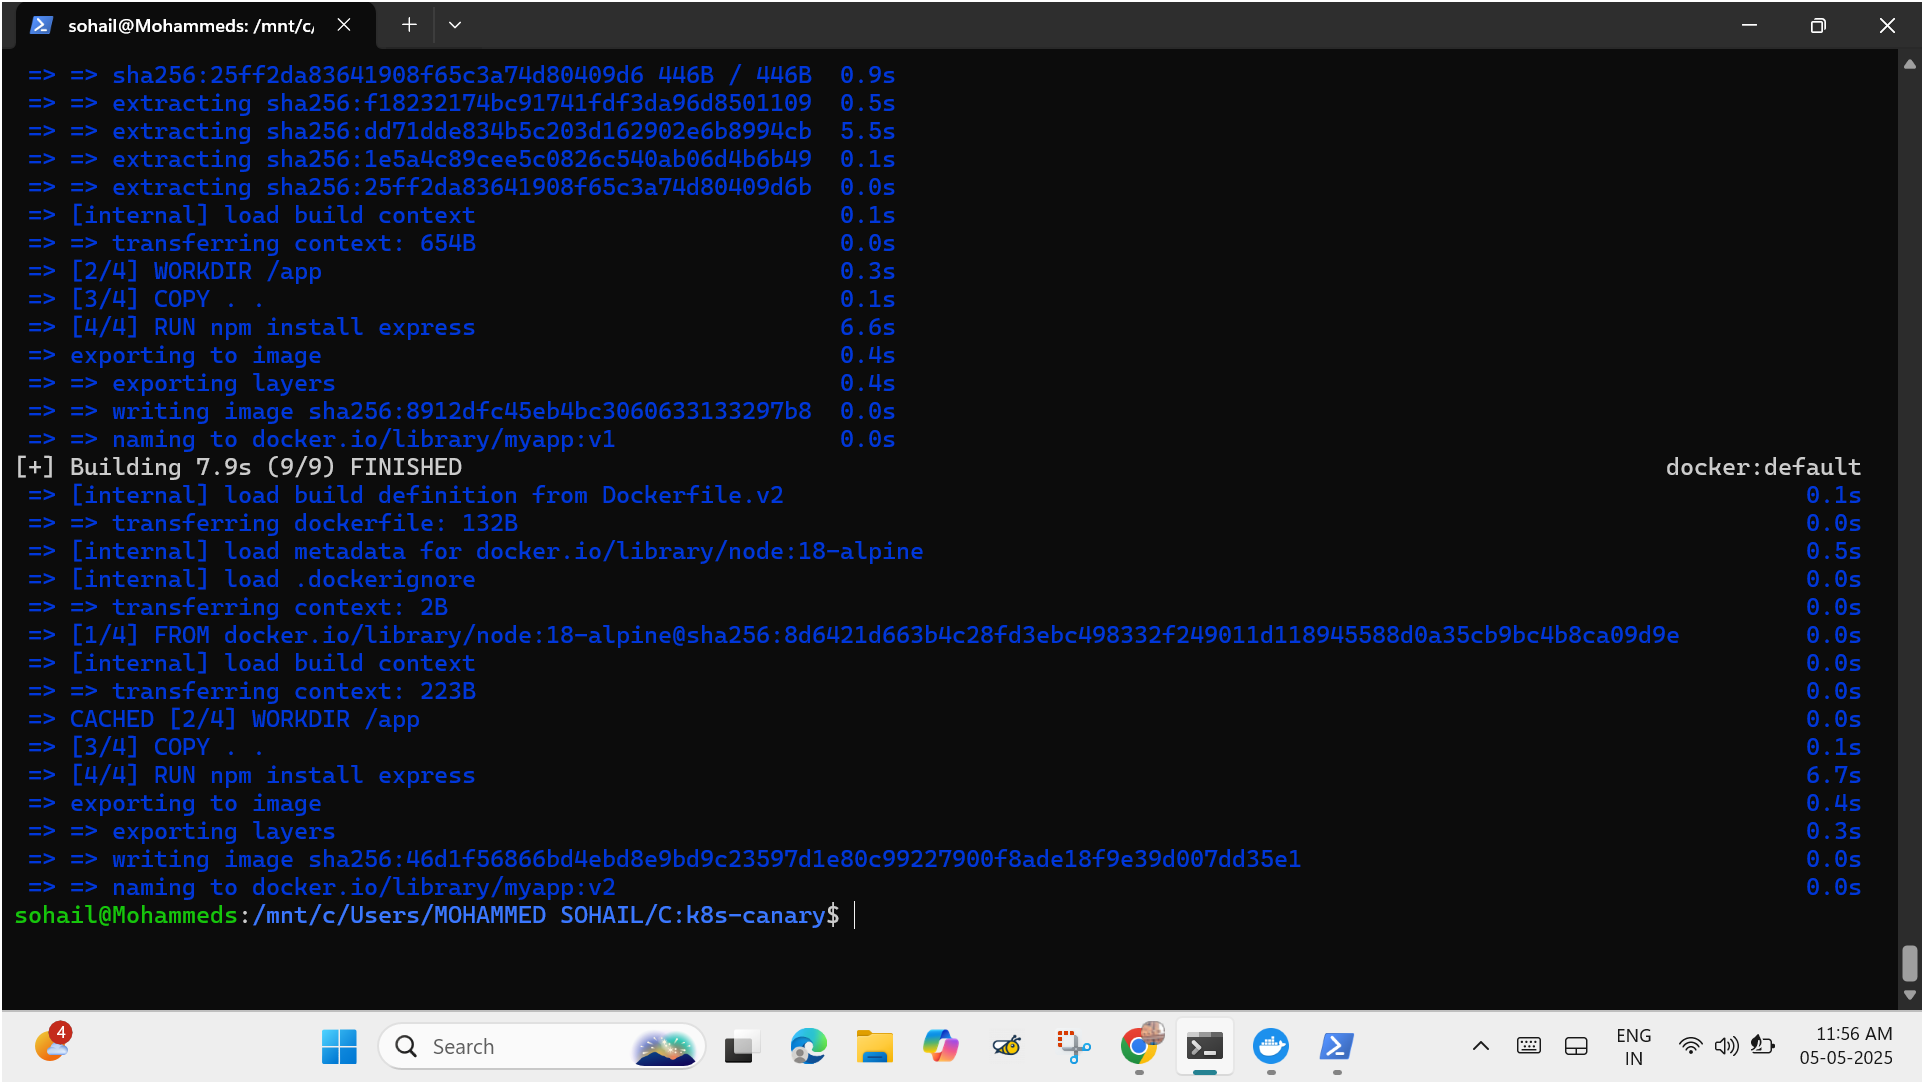 sohail@Mohammeds: /mnt/c/
=> => sha256:25ff2da83641908f65c3a74d80409d6 446B / 446B 0.9s
=> => extracting sha256:f18232174bc91741fdf3da96d8501109 0.5s
=> => extracting sha256:dd71dde834b5c203d162902e6b8994cb 5.5s
=> => extracting sha256:1e5a4c89cee5c0826c540ab06d4b6b49 0.1s
=> => extracting sha256:25ff2da83641908f65c3a74d80409d6b 0.0s
=> [internal] load build context 0.1s
=> => transferring context: 654B 0.0s
=> [2/4] WORKDIR /app 0.3s
=> [3/4] COPY . . 0.1s
=> [4/4] RUN npm install express 6.6s
=> exporting to image 0.4s
=> => exporting layers 0.4s
=> => writing image sha256:8912dfc45eb4bc3060633133297b8 0.0s
=> => naming to docker.io/library/myapp:v1 0.0s
[+] Building 7.9s (9/9) FINISHED docker:default
=> [internal] load build definition from Dockerfile.v2 0.1s
=> => transferring dockerfile: 132B 0.0s
=> [internal] load metadata for docker.io/library/node:18-alpine 0.5s
=> [internal] load .dockerignore 0.0s
=> => transferring context: 2B 0.0s
=> [1/4] FROM docker.io/library/node:18-alpine@sha256:8d6421d663b4c28fd3ebc498332f249011d118945588d0a35cb9bc4b8ca09d9e 0.0s
=> [internal] load build context 0.0s
=> => transferring context: 223B 0.0s
=> CACHED [2/4] WORKDIR /app 0.0s
=> [3/4] COPY . . 0.1s
=> [4/4] RUN npm install express 6.7s
=> exporting to image 0.4s
=> => exporting layers 0.3s
=> => writing image sha256:46d1f56866bd4ebd8e9bd9c23597d1e80c99227900f8ade18f9e39d007dd35e1 0.0s
=> => naming to docker.io/library/myapp:v2 0.0s
sohail@Mohammeds:/mnt/c/Users/MOHAMMED SOHAIL/C:k8s-canary$
4
Search
ENG
IN
11:56 AM
05-05-2025